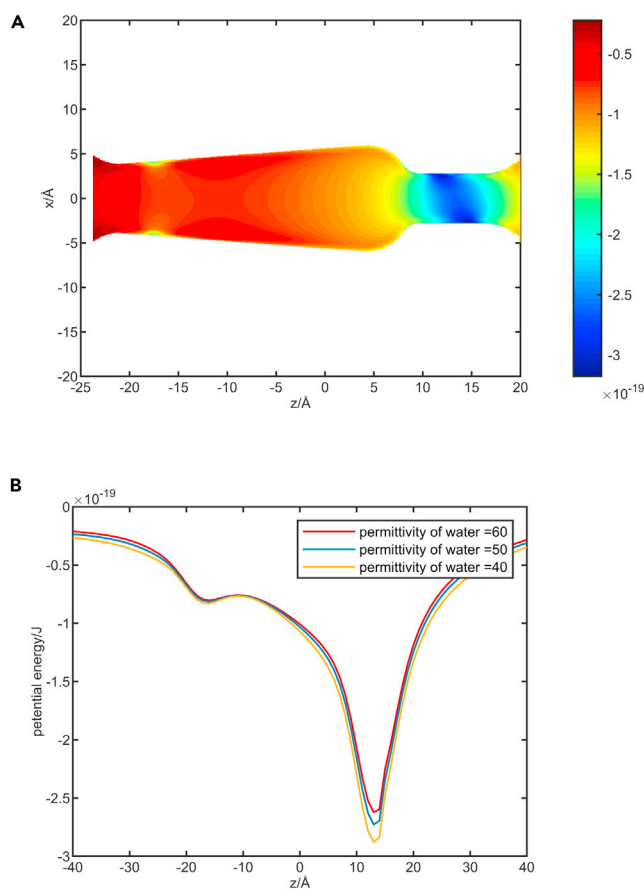 A
20
15
10
5
0
-5
-10
-15
-20
x/Å
-25 -20 -15 -10 -5 0 5 10 15 20
z/Å
-0.5
-1
-1.5
-2
-2.5
-3
×10⁻¹⁹
B
×10⁻¹⁹
0
-0.5
-1
-1.5
-2
-2.5
-3
petential energy/J
permittivity of water =60
permittivity of water =50
permittivity of water =40
-40 -30 -20 -10 0 10 20 30 40
z/Å